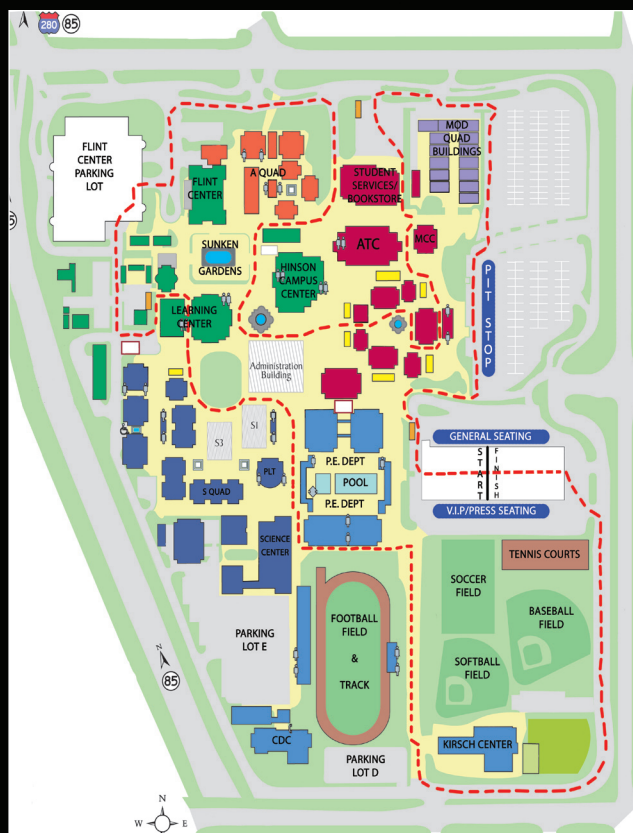 280 85
FLINT
CENTER
PARKING
LOT
FLINT
CENTER
A QUAD
STUDENT
SERVICES/
BOOKSTORE
MOD
QUAD
BUILDINGS
SUNKEN
GARDENS
HINSON
CAMPUS
CENTER
ATC
MCC
LEARNING
CENTER
PIT STOP
Administration
Building
S1
S3
PLT
S QUAD
P.E. DEPT
POOL
P.E. DEPT
SCIENCE
CENTER
GENERAL SEATING
START
FINISH
V.I.P/PRESS SEATING
TENNIS COURTS
SOCCER
FIELD
BASEBALL
FIELD
SOFTBALL
FIELD
FOOTBALL
FIELD
&
TRACK
PARKING
LOT E
N
85
CDC
PARKING
LOT D
KIRSCH CENTER
N
W E
S